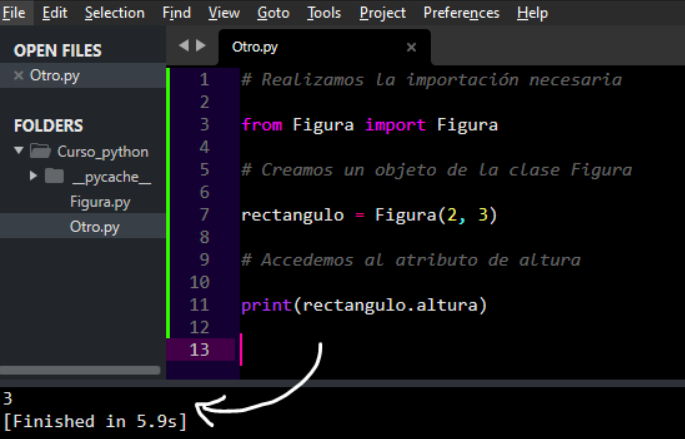 File Edit Selection Find View Goto Tools Project Preferences Help
OPEN FILES
Otro.py
FOLDERS
Curso_python
__pycache__
Figura.py
Otro.py
Otro.py
1 # Realizamos la importación necesaria
2
3 from Figura import Figura
4
5 # Creamos un objeto de la clase Figura
6
7 rectangulo = Figura(2, 3)
8
9 # Accedemos al atributo de altura
10
11 print(rectangulo.altura)
12
13
3
[Finished in 5.9s]